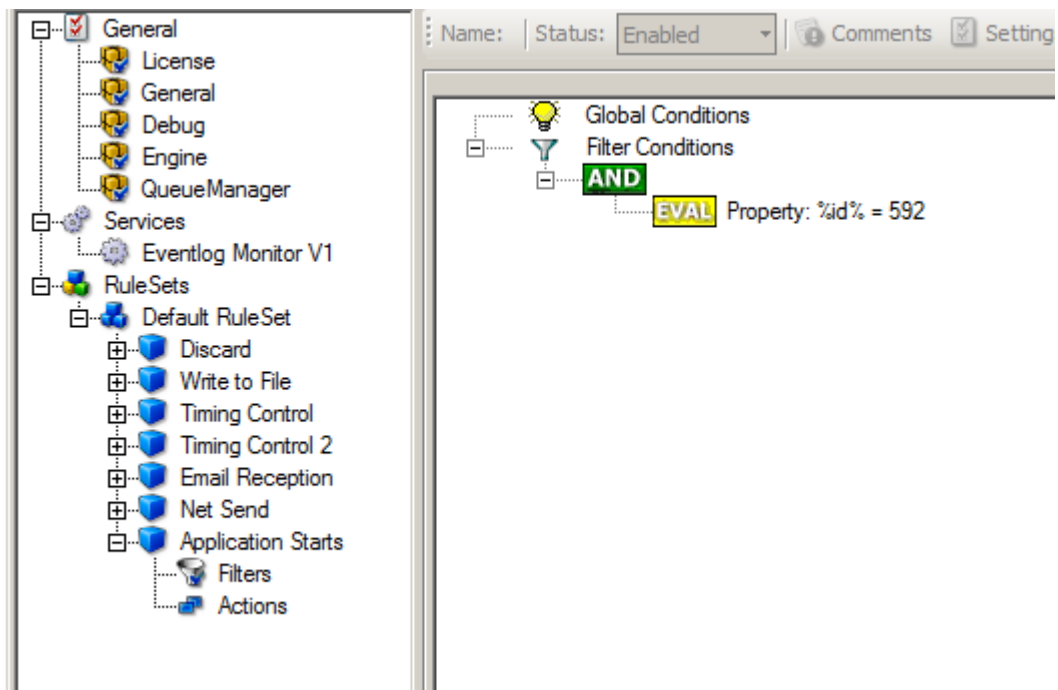 General
License
General
Debug
Engine
QueueManager
Services
Eventlog Monitor V1
RuleSets
Default RuleSet
Discard
Write to File
Timing Control
Timing Control 2
Email Reception
Net Send
Application Starts
Filters
Actions
Name: Status: Enabled Comments Setting
Global Conditions
Filter Conditions
AND
EVAL Property: %id% = 592